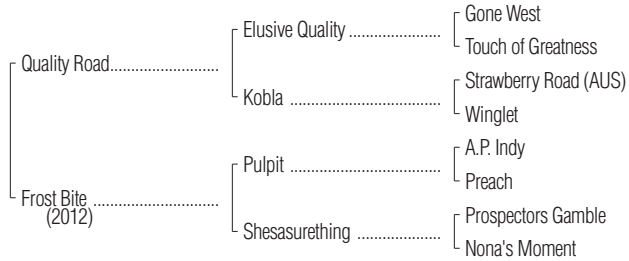 Gone West
Elusive Quality ......................
Touch of Greatness
Quality Road..........................
Strawberry Road (AUS)
Kobla .....................................
Winglet
A.P. Indy
Pulpit .....................................
Preach
Frost Bite ..............................
(2012)
Prospectors Gamble
Shesasurething ....................
Nona's Moment